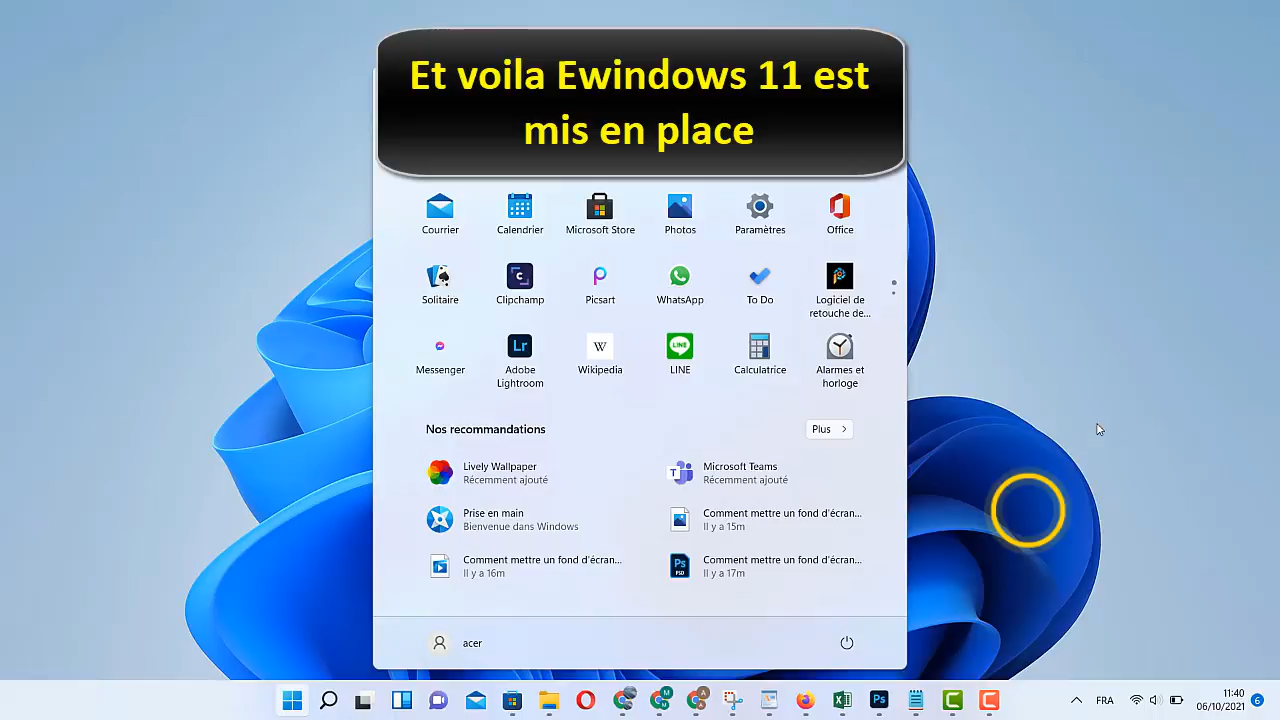 Et voila Ewindows 11 est
mis en place
Courrier
Calendrier
Microsoft Store
Photos
Paramètres
Office
Solitaire
Clipchamp
Picsart
WhatsApp
To Do
Logiciel de
retouche de...
Messenger
Adobe
Lightroom
W
Wikipedia
LINE
LINE
Calculatrice
Alarmes et
horloge
Nos recommandations
Plus
Lively Wallpaper
Récemment ajouté
Microsoft Teams
Récemment ajouté
Prise en main
Bienvenue dans Windows
Comment mettre un fond d'écran...
Il y a 15m
Comment mettre un fond d'écran...
Il y a 16m
Comment mettre un fond d'écran...
Il y a 17m
acer
FRA
11:40
06/10/2021
6